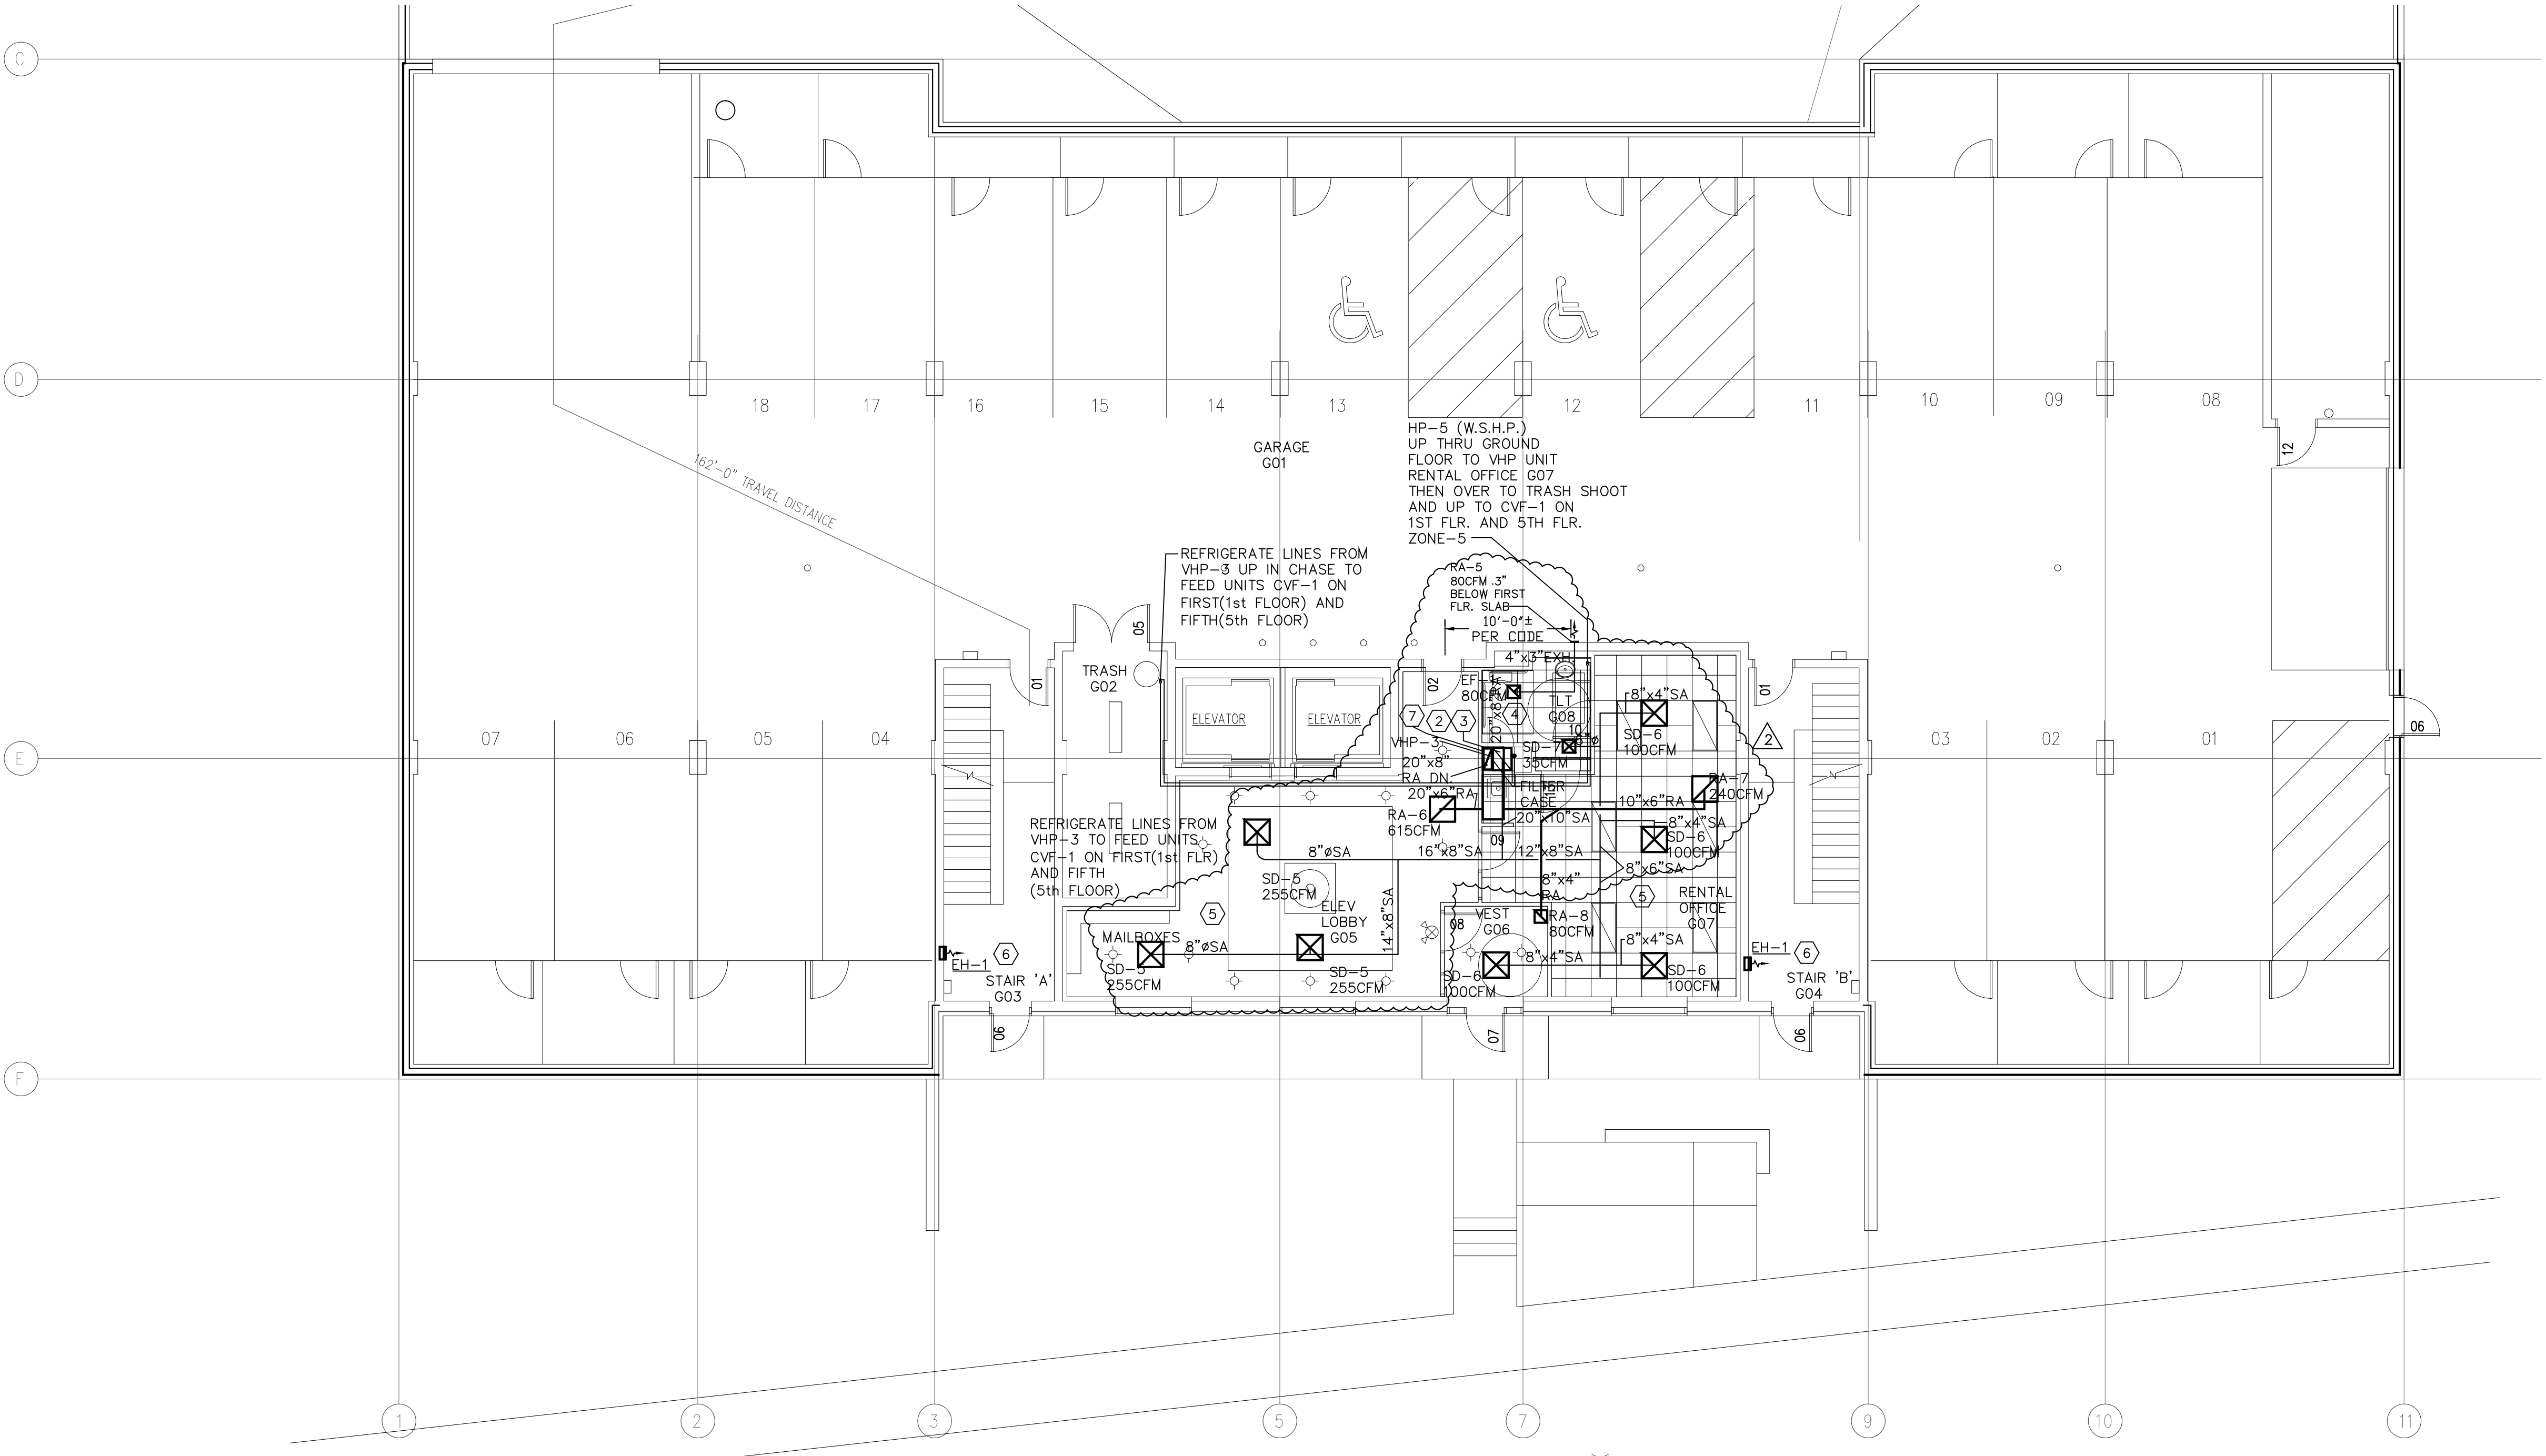 C
D
18
17
16
15
14
13
12
11
10
09
08
12
HP-5 (W.S.H.P.)
UP THRU GROUND
FLOOR TO VHP UNIT
RENTAL OFFICE G07
THEN OVER TO TRASH SHOOT
AND UP TO CVF-1 ON
1ST FLR. AND 5TH FLR.
ZONE-5
GARAGE
G01
162'-0" TRAVEL DISTANCE
REFRIGERATE LINES FROM
VHP-3 UP IN CHASE TO
FEED UNITS CVF-1 ON
FIRST(1st FLOOR) AND
FIFTH(5th FLOOR)
RA-5
80CFM .3"
BELOW FIRST
FLR. SLAB
10'-0"±
PER CODE
05
TRASH
G02
01
ELEVATOR
ELEVATOR
02
4"x3"EXH.
EF-1
80CFM
20"x8"RA
TLT
G08
8"x4"SA
01
7
2
3
4
10
SD-6
100CFM
2
VHP-3
20"x8"
RA DN.
SD-7
35CFM
8"ø
E
07
06
05
04
03
02
01
06
20"x6"RA
FILTER
CASE
11
10"x6"RA
RA-7
240CFM
RA-6
615CFM
20"x10"SA
8"x4"SA
SD-6
100CFM
REFRIGERATE LINES FROM
VHP-3 TO FEED UNITS
CVF-1 ON FIRST(1st FLR)
AND FIFTH
(5th FLOOR)
8"øSA
16"x8"SA
09
12"x8"SA
8"x6"SA
SD-5
255CFM
8"x4"
RA
5
RENTAL
OFFICE
G07
5
ELEV
LOBBY
G05
14"x8"SA
VEST
G06
08
RA-8
80CFM
MAILBOXES
8"øSA
8"x4"SA
8"x4"SA
EH-1
6
STAIR 'A'
G03
SD-5
255CFM
SD-5
255CFM
SD-6
100CFM
SD-6
100CFM
EH-1
6
STAIR 'B'
G04
06
07
06
F
1
2
3
5
7
9
10
11